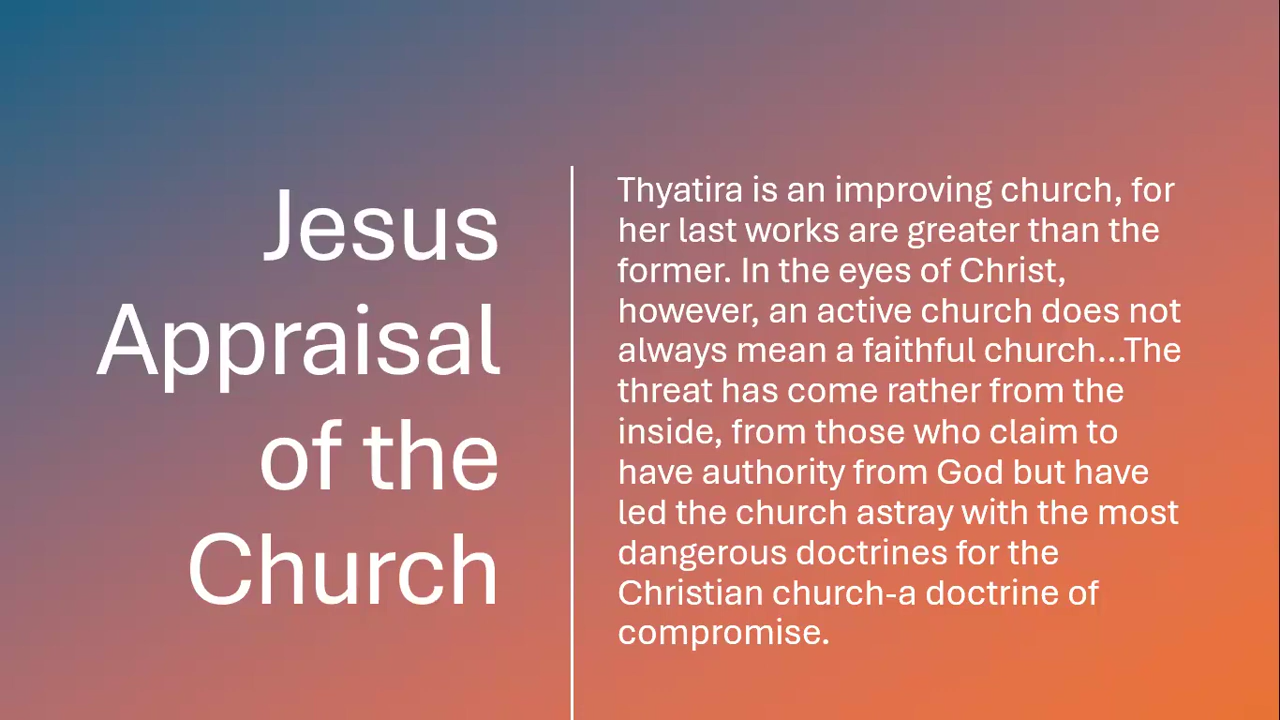 Jesus
Appraisal
of the
Church
Thyatira is an improving church, for
her last works are greater than the
former. In the eyes of Christ,
however, an active church does not
always mean a faithful church...The
threat has come rather from the
inside, from those who claim to
have authority from God but have
led the church astray with the most
dangerous doctrines for the
Christian church-a doctrine of
compromise.